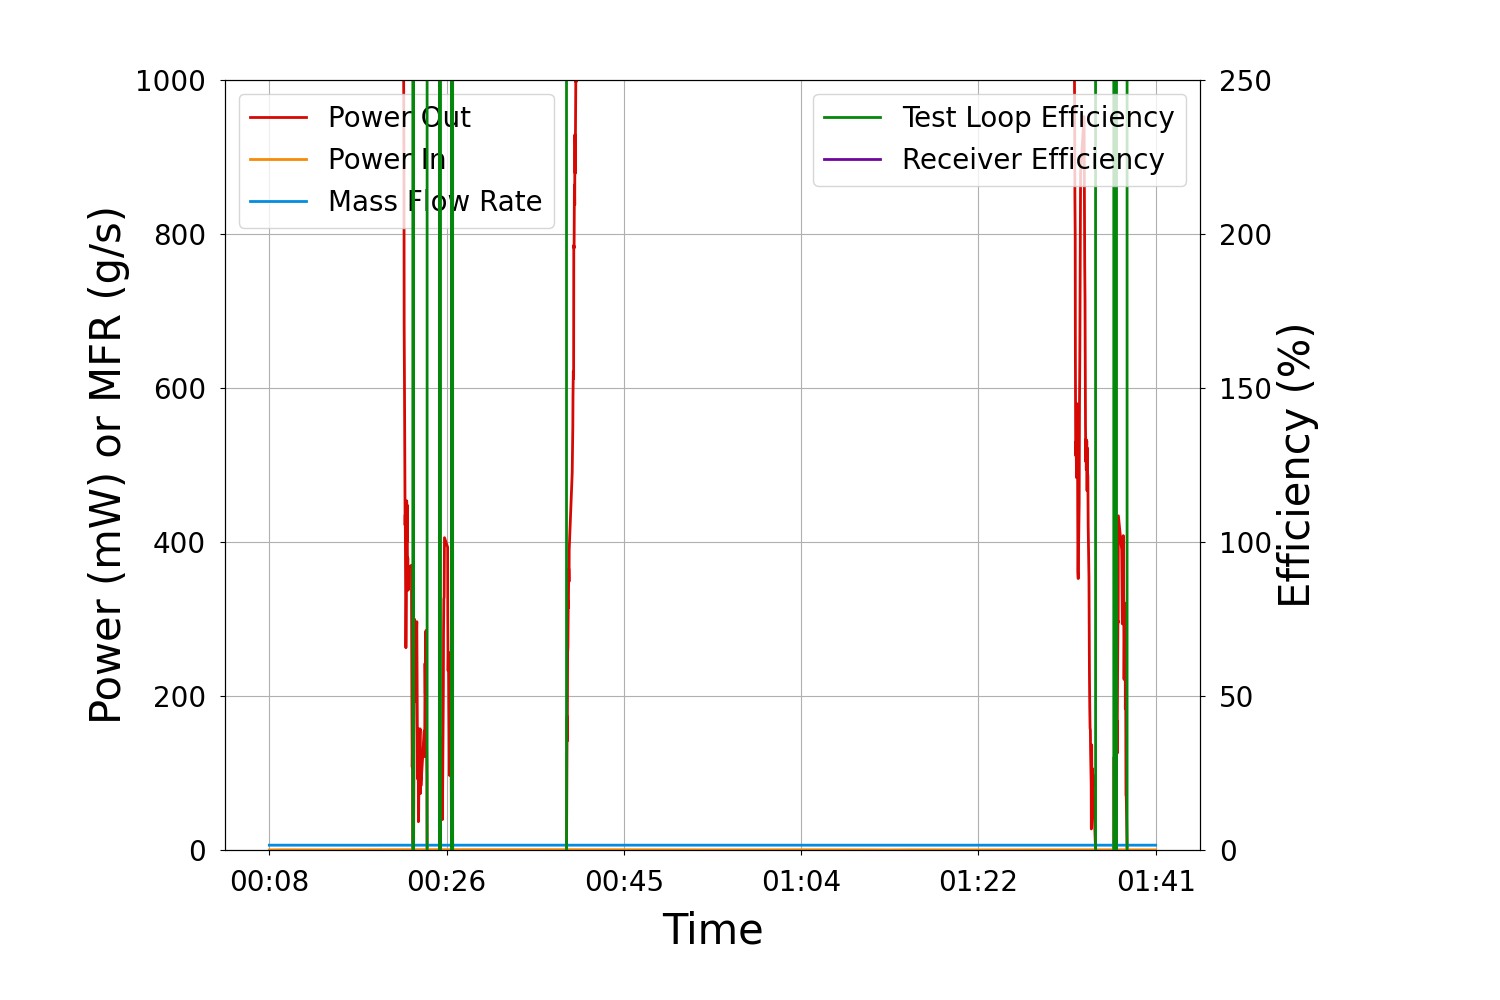 Power Out
Power In
Mass Flow Rate
Test Loop Efficiency
Receiver Efficiency
1000
800
600
400
200
0
Power (mW) or MFR (g/s)
250
200
150
100
50
0
Efficiency (%)
00:08 00:26 00:45 01:04 01:22 01:41
Time